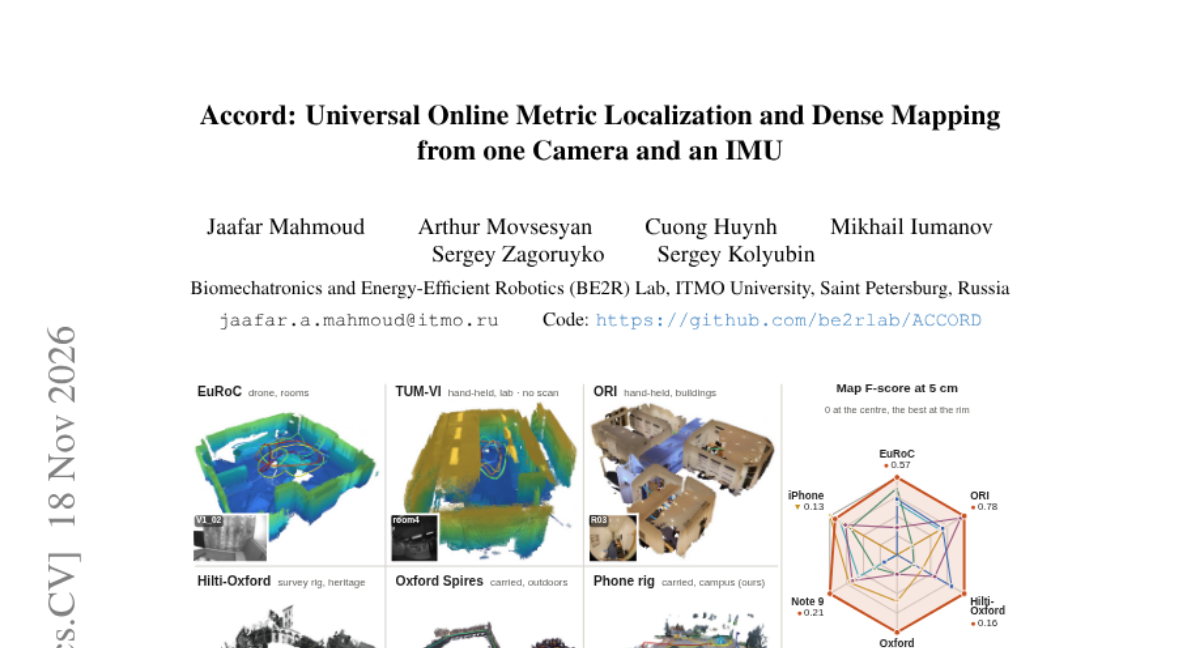 Accord: Universal Online Metric Localization and Dense Mapping
from one Camera and an IMU
Jaafar Mahmoud Arthur Movsesyan Cuong Huynh Mikhail Iumanov
Sergey Zagoruyko Sergey Kolyubin
Biomechatronics and Energy-Efficient Robotics (BE2R) Lab, ITMO University, Saint Petersburg, Russia
jaafar.a.mahmoud@itmo.ru Code: https://github.com/be2rlab/ACCORD
cs.CV] 18 Nov 2026
EuRoC drone, rooms
V1_02
TUM-VI hand-held, lab · no scan
room4
ORI hand-held, buildings
R03
Hilti-Oxford survey rig, heritage
Oxford Spires carried, outdoors
Phone rig carried, campus (ours)
Map F-score at 5 cm
0 at the centre, the best at the rim
EuRoC
0.57
iPhone
0.13
ORI
0.78
Note 9
0.21
Hilti-
Oxford
0.16
Oxford